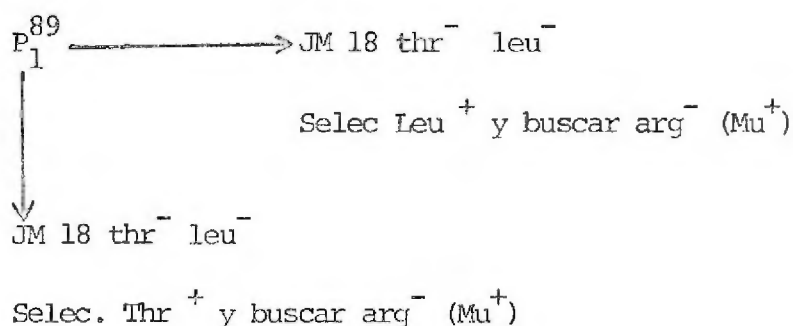 P₁⁸⁹ ⟶ JM 18 thr⁻ leu⁻
Selec Leu ⁺ y buscar arg⁻ (Mu⁺)
JM 18 thr⁻ leu⁻
Selec. Thr ⁺ y buscar arg⁻ (Mu⁺)